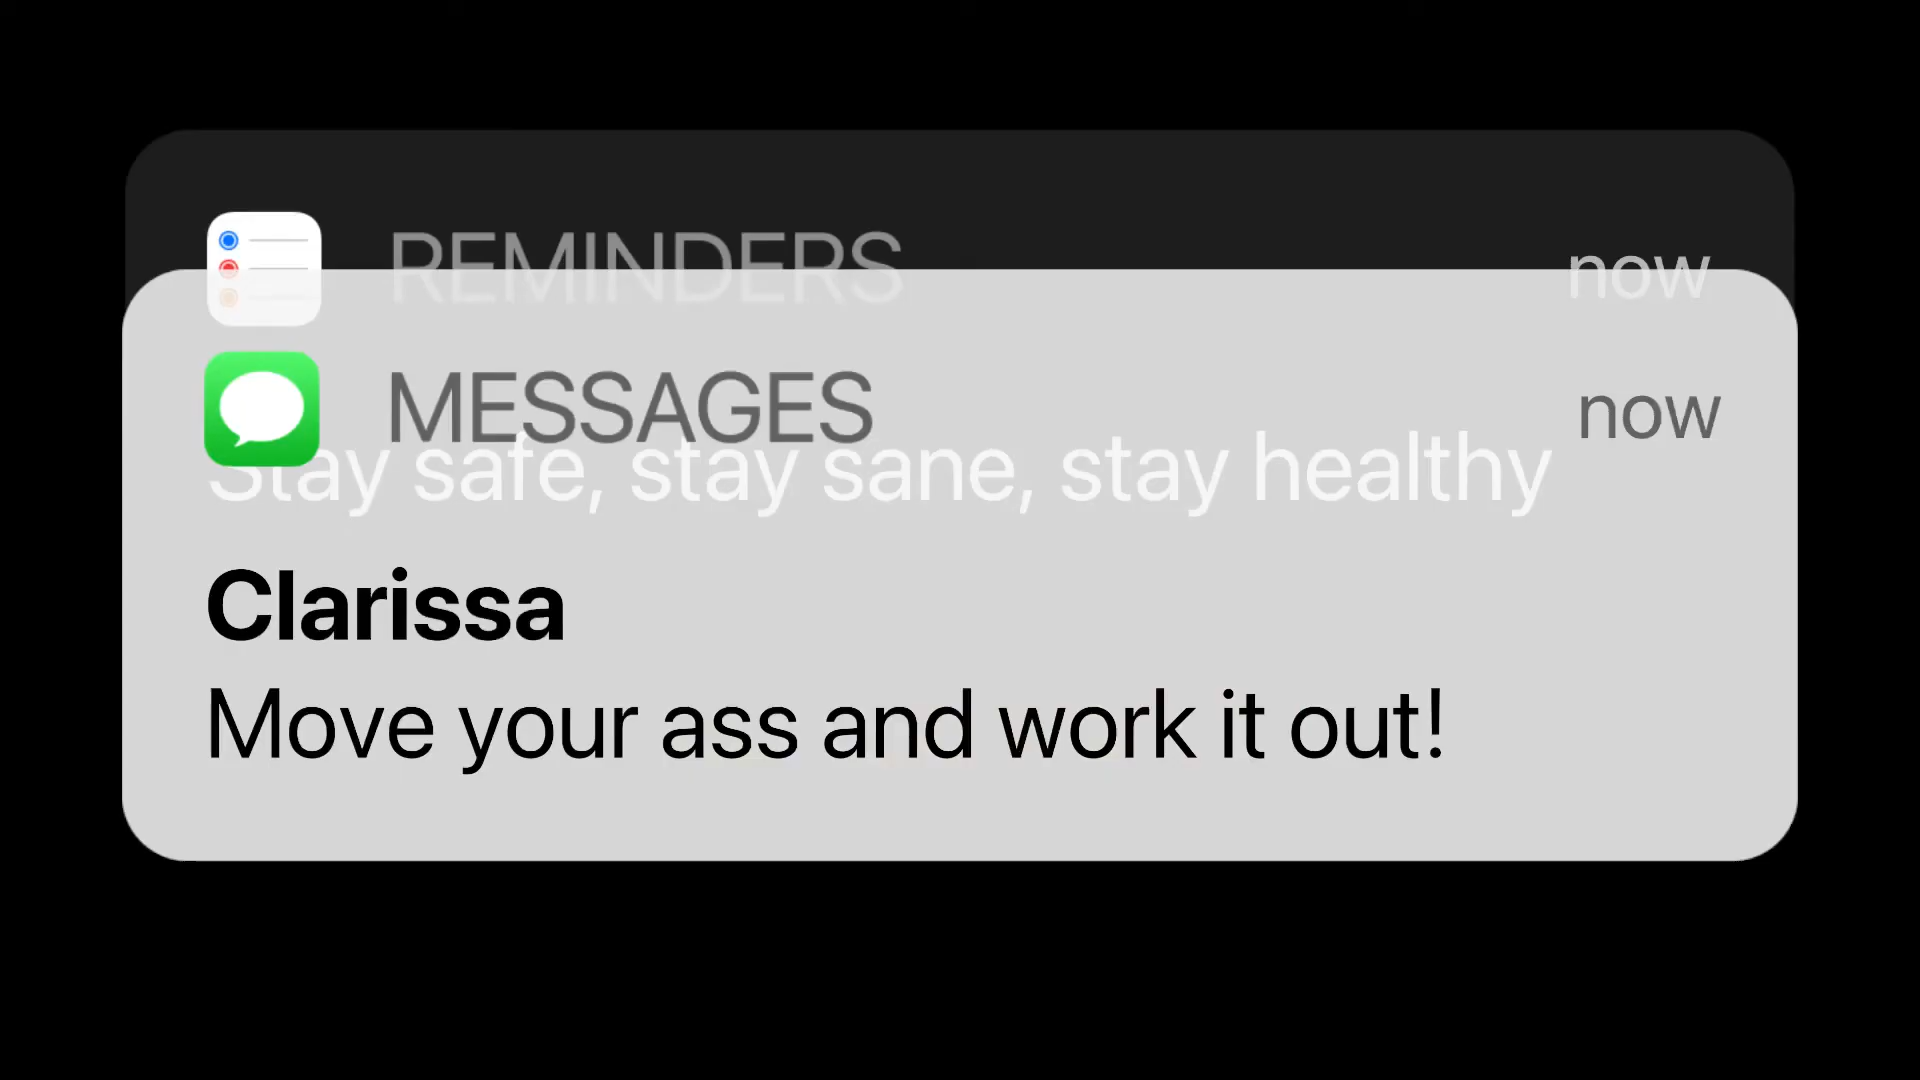 REMINDERS
now
MESSAGES
now
Stay safe, stay sane, stay healthy
Clarissa
Move your ass and work it out!